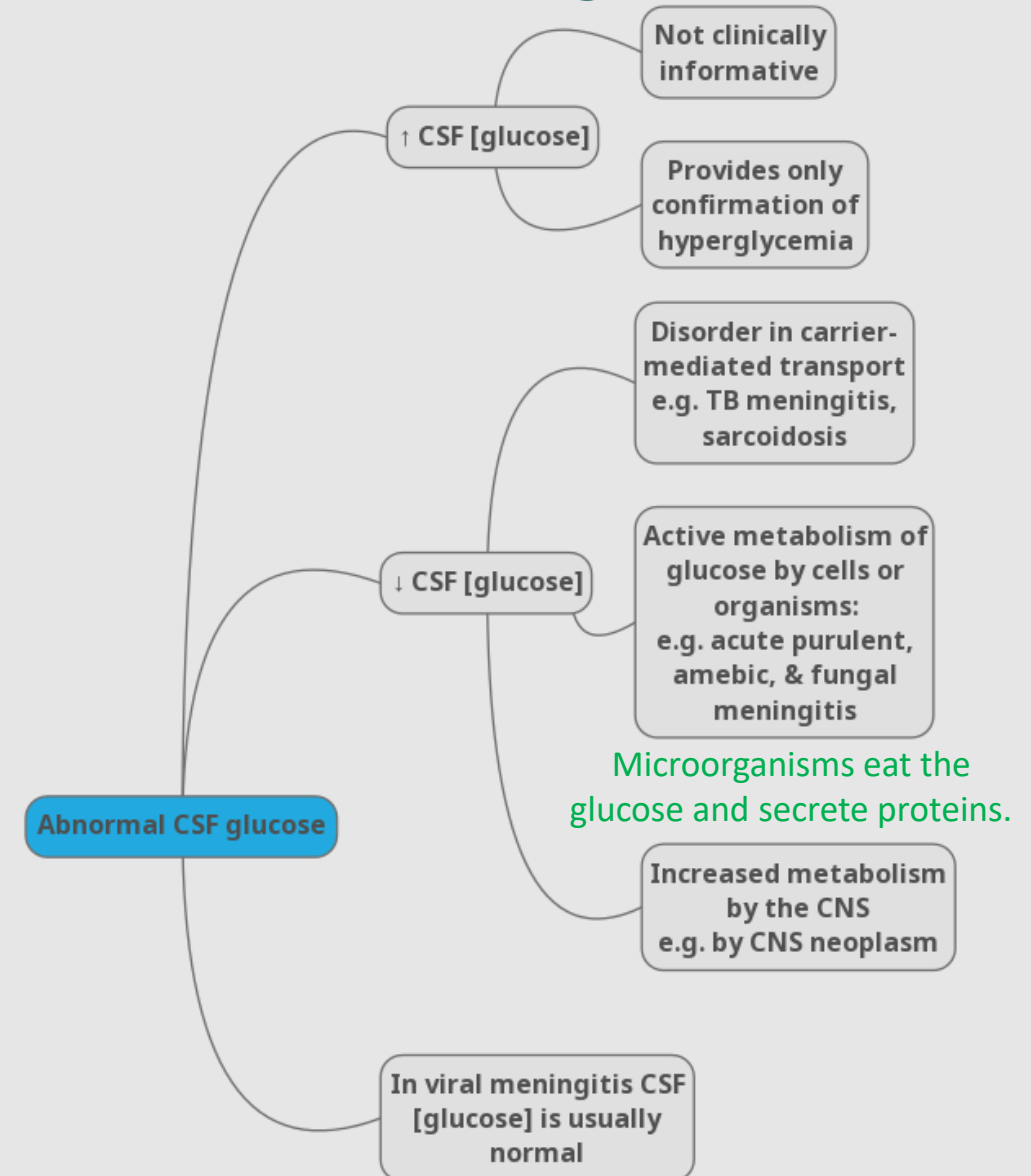 Not clinically
informative
↑ CSF [glucose]
Provides only
confirmation of
hyperglycemia
Disorder in carrier-
mediated transport
e.g. TB meningitis,
sarcoidosis
↓ CSF [glucose]
Active metabolism of
glucose by cells or
organisms:
e.g. acute purulent,
amebic, & fungal
meningitis
Microorganisms eat the
glucose and secrete proteins.
Abnormal CSF glucose
Increased metabolism
by the CNS
e.g. by CNS neoplasm
In viral meningitis CSF
[glucose] is usually
normal